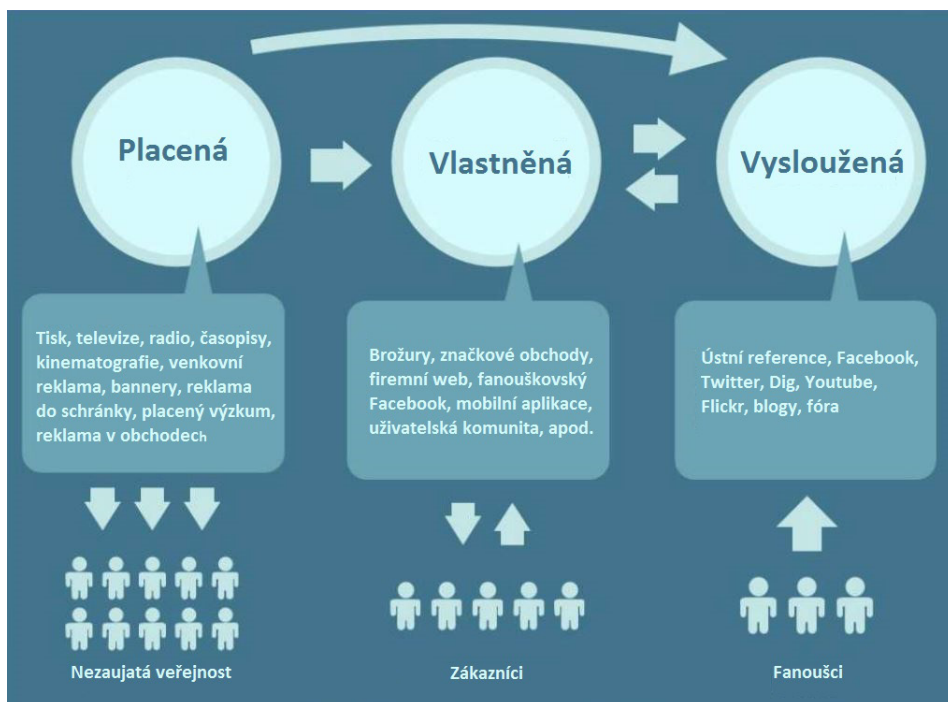 Placená
Vlastněná
Vysloužená
Tisk, televize, radio, časopisy,
kinematografie, venkovní
reklama, bannery, reklama
do schránky, placený výzkum,
reklama v obchodech
Brožury, značkové obchody,
firemní web, fanouškovský
Facebook, mobilní aplikace,
uživatelská komunita, apod.
Ústní reference, Facebook,
Twitter, Dig, Youtube,
Flickr, blogy, fóra
Nezaujatá veřejnost
Zákazníci
Fanoušci